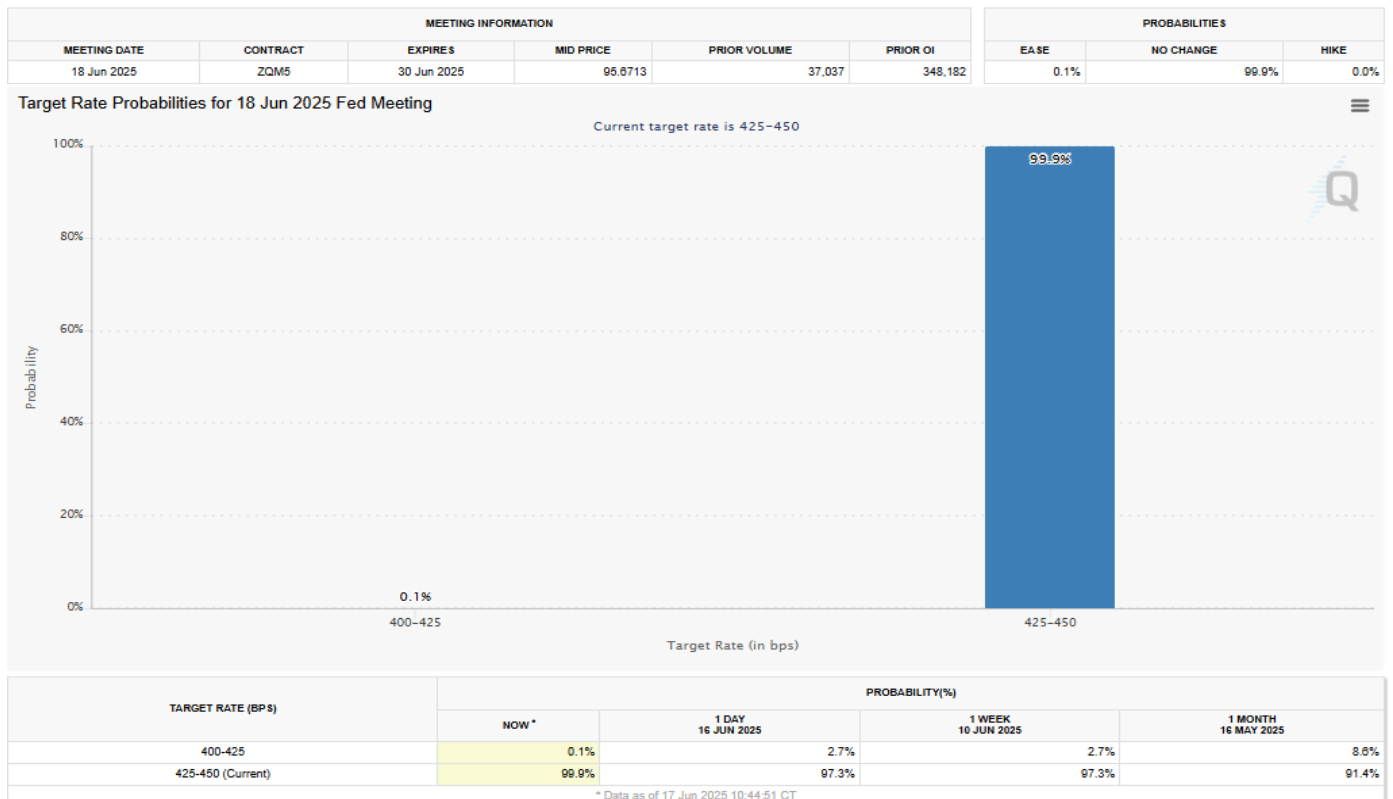 MEETING INFORMATION
MEETING DATE CONTRACT EXPIRES MID PRICE PRIOR VOLUME PRIOR OI
18 Jun 2025 ZQM5 30 Jun 2025 95.6713 37,037 348,182
PROBABILITIES
EASE NO CHANGE HIKE
0.1% 99.9% 0.0%
Target Rate Probabilities for 18 Jun 2025 Fed Meeting
Current target rate is 425–450
100%
80%
60%
40%
20%
0%
Probability
99.9%
0.1%
Q
400–425 425–450
Target Rate (in bps)
TARGET RATE (BPS) PROBABILITY(%)
NOW * 1 DAY 1 WEEK 1 MONTH
16 JUN 2025 10 JUN 2025 16 MAY 2025
400-425 0.1% 2.7% 2.7% 8.6%
425-450 (Current) 99.9% 97.3% 97.3% 91.4%
* Data as of 17 Jun 2025 10:44:51 CT